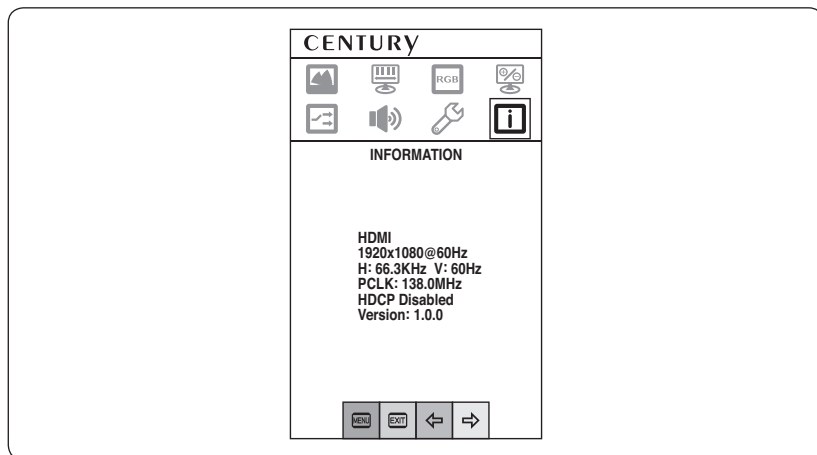 CENTURY
RGB
i
INFORMATION
HDMI
1920x1080@60Hz
H: 66.3KHz V: 60Hz
PCLK: 138.0MHz
HDCP Disabled
Version: 1.0.0
MENU EXIT